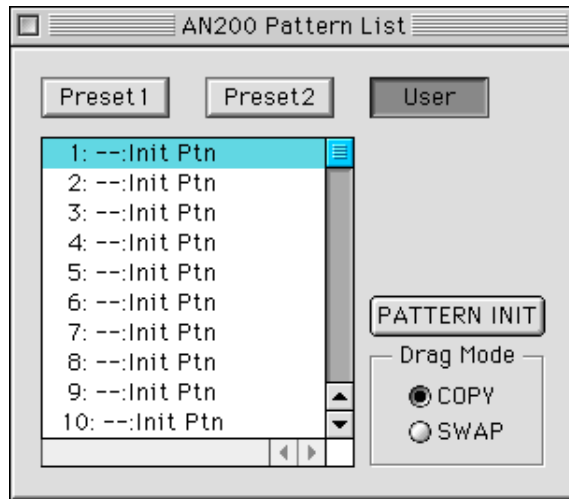 AN200 Pattern List
Preset1 Preset2 User
1: --:Init Ptn
2: --:Init Ptn
3: --:Init Ptn
4: --:Init Ptn
5: --:Init Ptn
6: --:Init Ptn
7: --:Init Ptn
8: --:Init Ptn
9: --:Init Ptn
10: --:Init Ptn
PATTERN INIT
Drag Mode
COPY
SWAP